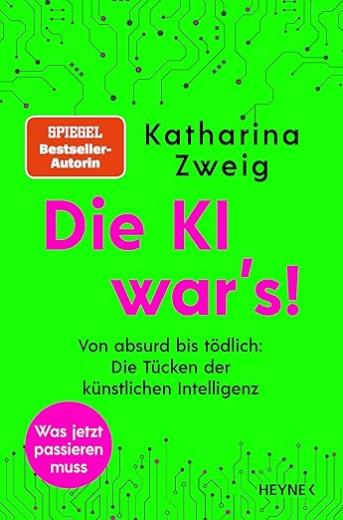 SPIEGEL
Bestseller-
Autorin
Katharina
Zweig
Die KI
war's!
Von absurd bis tödlich:
Die Tücken der
künstlichen Intelligenz
Was jetzt
passieren
muss
HEYNE <